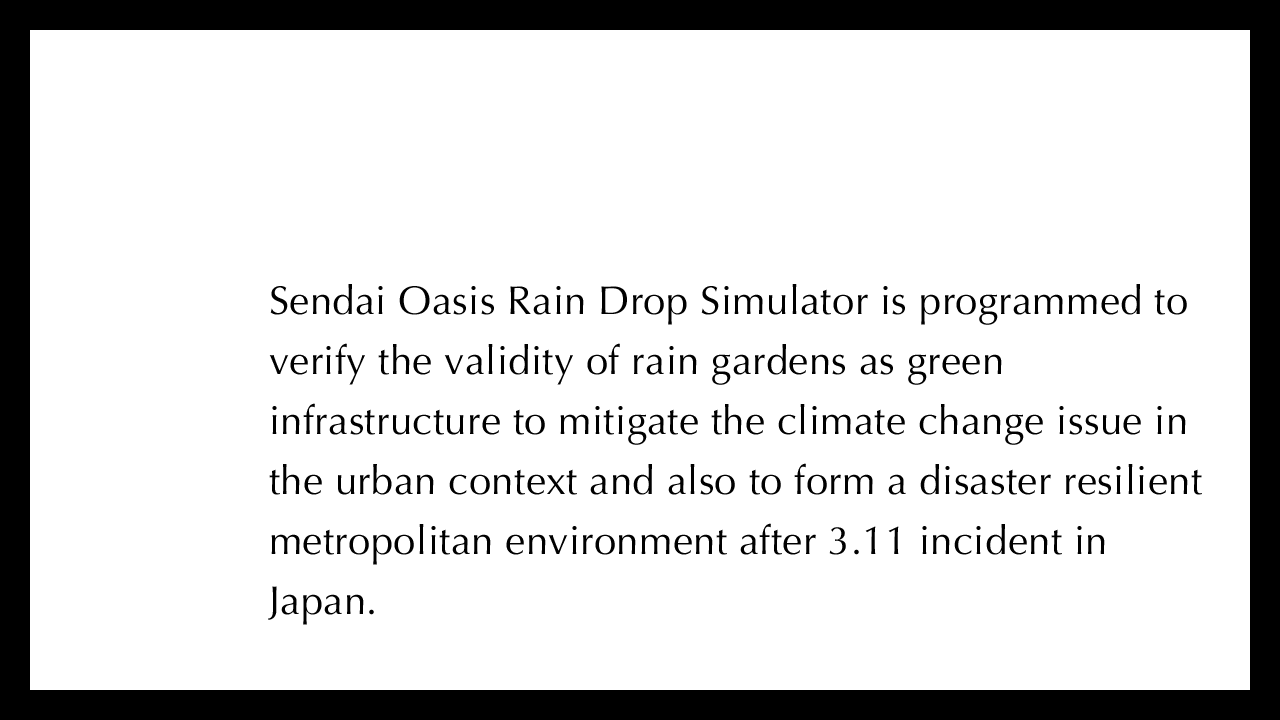 Sendai Oasis Rain Drop Simulator is programmed to
verify the validity of rain gardens as green
infrastructure to mitigate the climate change issue in
the urban context and also to form a disaster resilient
metropolitan environment after 3.11 incident in
Japan.